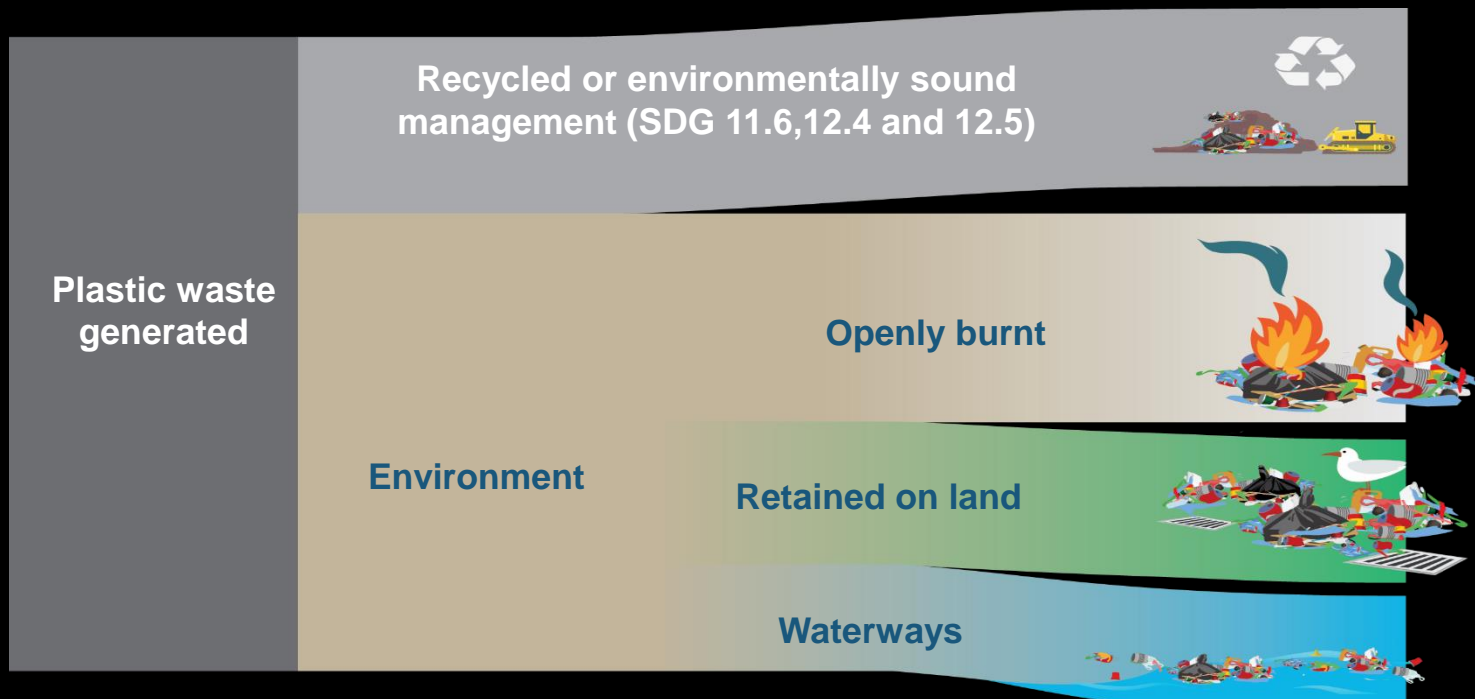 Recycled or environmentally sound
management (SDG 11.6,12.4 and 12.5)
Plastic waste
generated
Openly burnt
Environment
Retained on land
Waterways